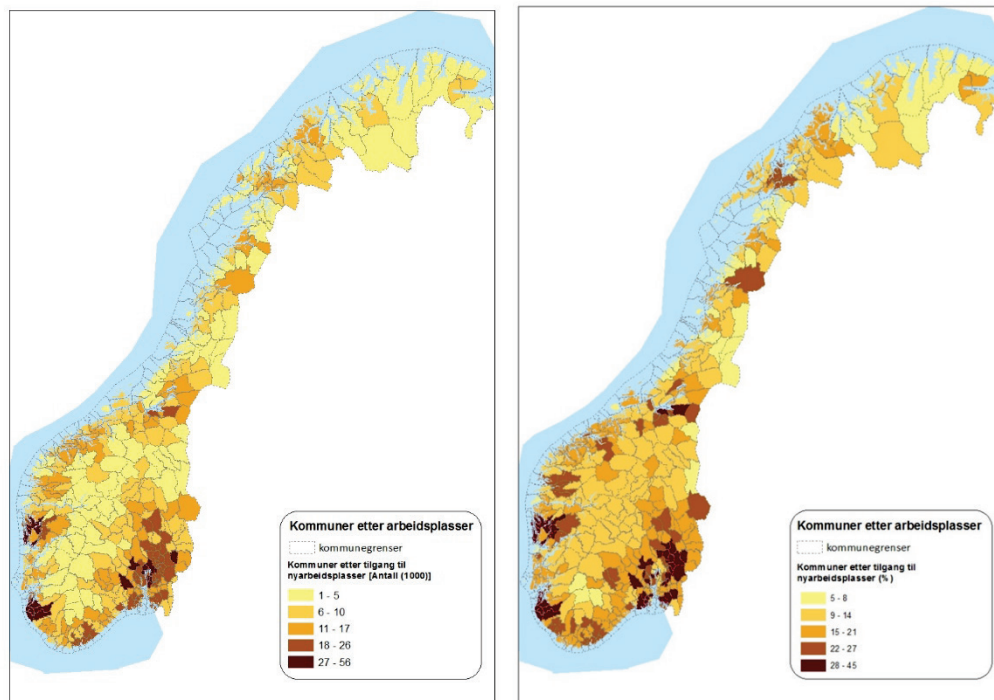 Kommuner etter arbeidsplasser
kommunegrenser
Kommuner etter tilgang til
nyarbeidsplasser [Antall (1000)]
1 - 5
6 - 10
11 - 17
18 - 26
27 - 56
Kommuner etter arbeidsplasser
kommunegrenser
Kommuner etter tilgang til
nyarbeidsplasser (%)
5 - 8
9 - 14
15 - 21
22 - 27
28 - 45